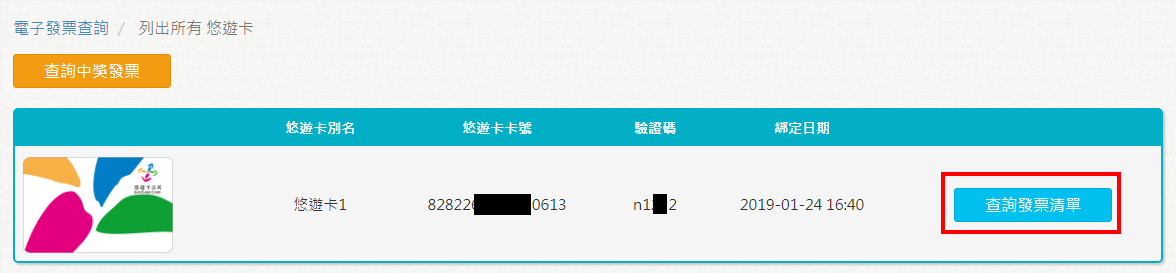 電子發票查詢 / 列出所有 悠遊卡
查詢中獎發票
悠遊卡別名 悠遊卡卡號 驗證碼 綁定日期
悠遊卡公司
EASYCARD CORP.
悠遊卡1 828226 0613 n1 2 2019-01-24 16:40 查詢發票清單